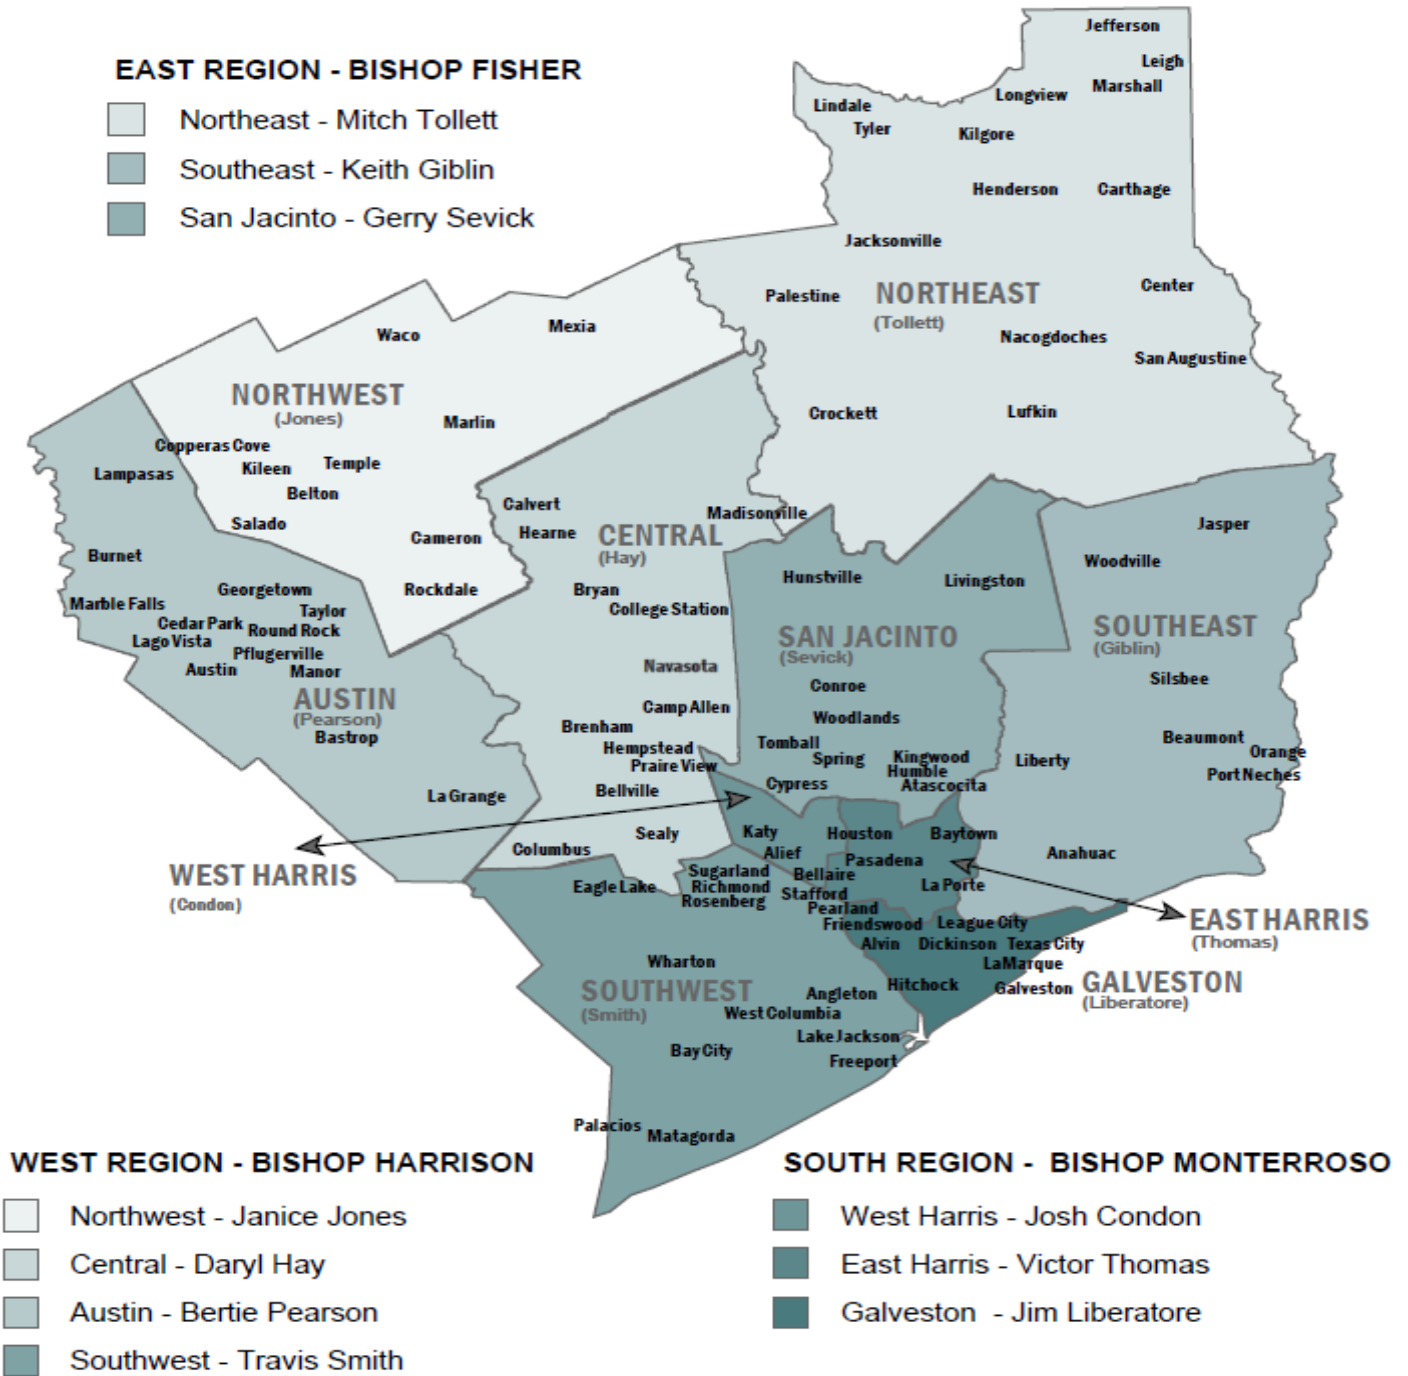 EAST REGION - BISHOP FISHER
Northeast - Mitch Tollett
Southeast - Keith Giblin
San Jacinto - Gerry Sevick
Jefferson
Leigh
Marshall
Longview
Lindale
Tyler
Kilgore
Henderson
Carthage
Jacksonville
Palestine
NORTHEAST
(Tollett)
Center
Nacogdoches
San Augustine
Crockett
Lufkin
Waco
Mexia
NORTHWEST
(Jones)
Marlin
Copperas Cove
Kileen
Temple
Belton
Salado
Cameron
Rockdale
Lampasas
Burnet
Georgetown
Marble Falls
Taylor
Cedar Park
Round Rock
Lago Vista
Pflugerville
Austin
Manor
AUSTIN
(Pearson)
Bastrop
La Grange
Calvert
Hearne
CENTRAL
(Hay)
Madisonville
Bryan
College Station
Navasota
Camp Allen
Brenham
Hempstead
Praire View
Bellville
Sealy
Columbus
Hunstville
Livingston
SAN JACINTO
(Sevick)
Conroe
Woodlands
Tomball
Spring
Kingwood
Humble
Atascocita
Cypress
Jasper
Woodville
SOUTHEAST
(Giblin)
Silsbee
Beaumont
Orange
Port Neches
Liberty
Anahuac
WEST HARRIS
(Condon)
Katy
Alief
Houston
Baytown
Pasadena
Bellaire
La Porte
EAST HARRIS
(Thomas)
Eagle Lake
Sugarland
Richmond
Rosenberg
Stafford
Pearland
Friendswood
League City
Alvin
Dickinson
Texas City
LaMarque
Hitchock
Galveston
GALVESTON
(Liberatore)
Wharton
SOUTHWEST
(Smith)
Angleton
West Columbia
Lake Jackson
Bay City
Freeport
Palacios
Matagorda
WEST REGION - BISHOP HARRISON
Northwest - Janice Jones
Central - Daryl Hay
Austin - Bertie Pearson
Southwest - Travis Smith
SOUTH REGION - BISHOP MONTERROSO
West Harris - Josh Condon
East Harris - Victor Thomas
Galveston - Jim Liberatore